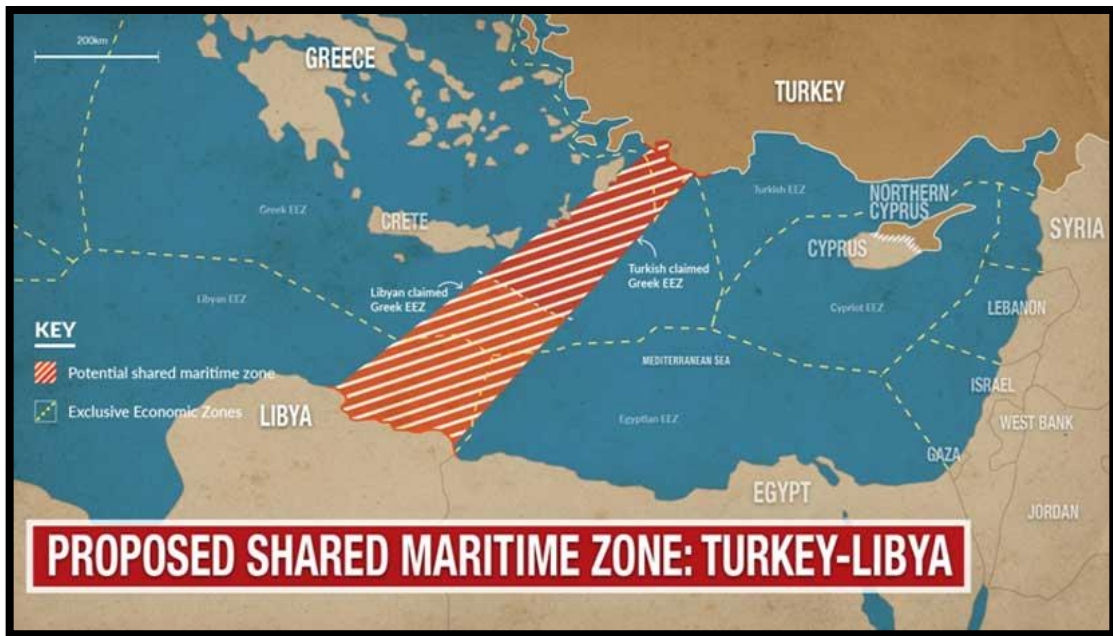 200km
GREECE
TURKEY
Turkish EEZ
NORTHERN
CYPRUS
Greek EEZ
CRETE
CYPRUS
SYRIA
Turkish claimed
Greek EEZ
Libyan claimed
Greek EEZ
Libyan EEZ
Cypriot EEZ
LEBANON
KEY
MEDITERRANEAN SEA
Potential shared maritime zone
ISRAEL
Exclusive Economic Zones
LIBYA
Egyptian EEZ
WEST BANK
GAZA
EGYPT
JORDAN
PROPOSED SHARED MARITIME ZONE: TURKEY-LIBYA